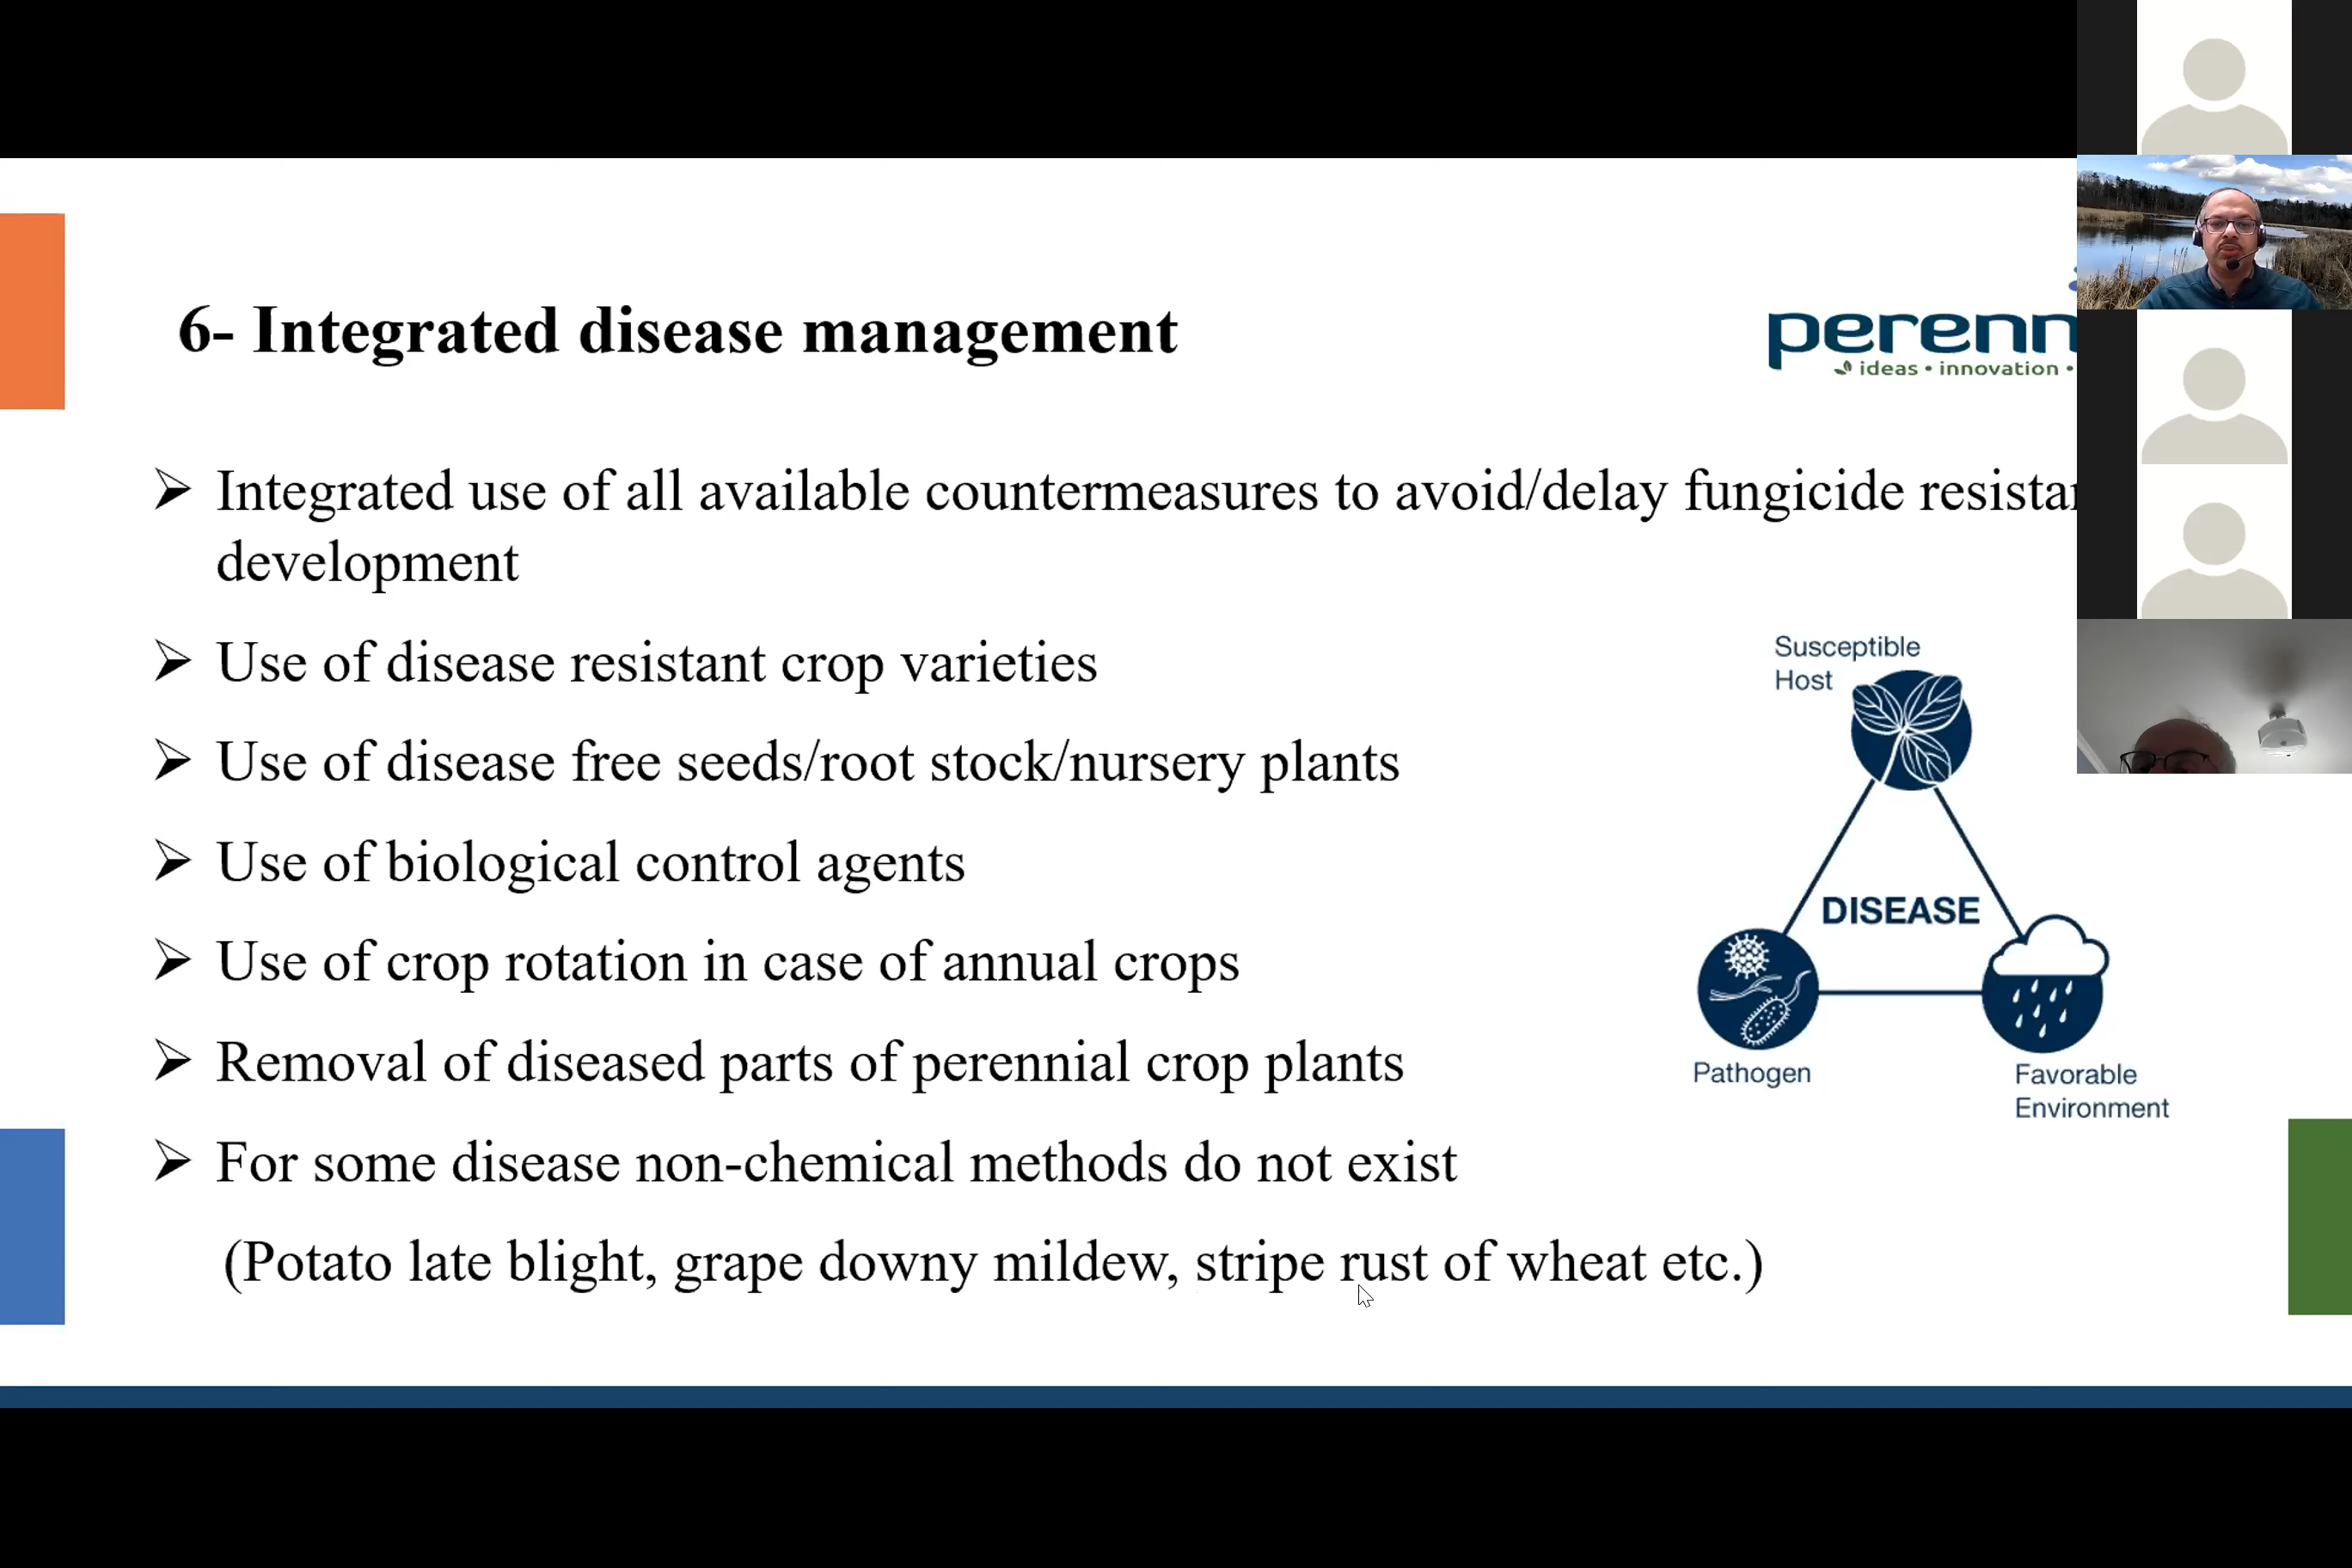 6- Integrated disease management
perenn
ideas • innovation •
➢ Integrated use of all available countermeasures to avoid/delay fungicide resistan
development
➢ Use of disease resistant crop varieties
➢ Use of disease free seeds/root stock/nursery plants
➢ Use of biological control agents
➢ Use of crop rotation in case of annual crops
➢ Removal of diseased parts of perennial crop plants
➢ For some disease non-chemical methods do not exist
(Potato late blight, grape downy mildew, stripe rust of wheat etc.)
Susceptible
Host
DISEASE
Pathogen
Favorable
Environment